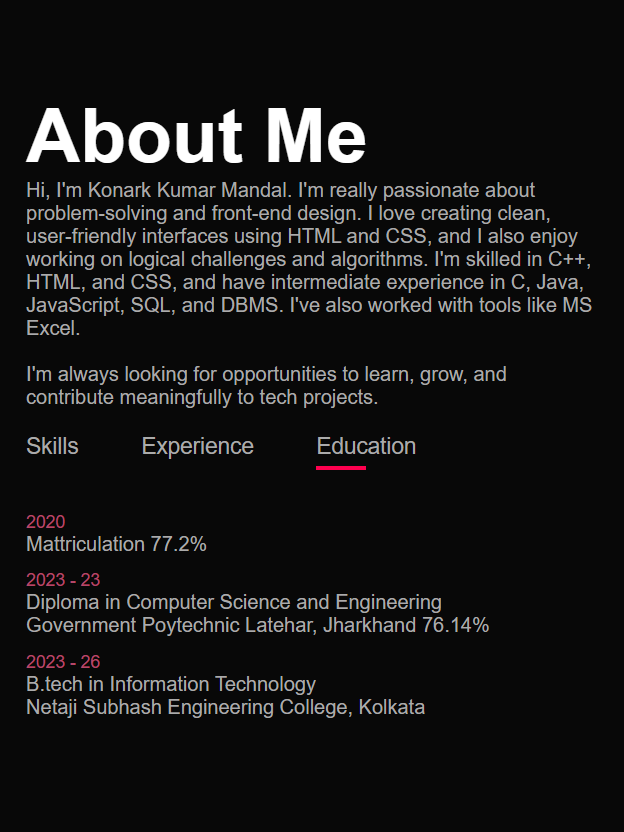 About Me
Hi, I'm Konark Kumar Mandal. I'm really passionate about
problem-solving and front-end design. I love creating clean,
user-friendly interfaces using HTML and CSS, and I also enjoy
working on logical challenges and algorithms. I'm skilled in C++,
HTML, and CSS, and have intermediate experience in C, Java,
JavaScript, SQL, and DBMS. I've also worked with tools like MS
Excel.
I'm always looking for opportunities to learn, grow, and
contribute meaningfully to tech projects.
Skills Experience Education
2020
Mattriculation 77.2%
2023 - 23
Diploma in Computer Science and Engineering
Government Poytechnic Latehar, Jharkhand 76.14%
2023 - 26
B.tech in Information Technology
Netaji Subhash Engineering College, Kolkata